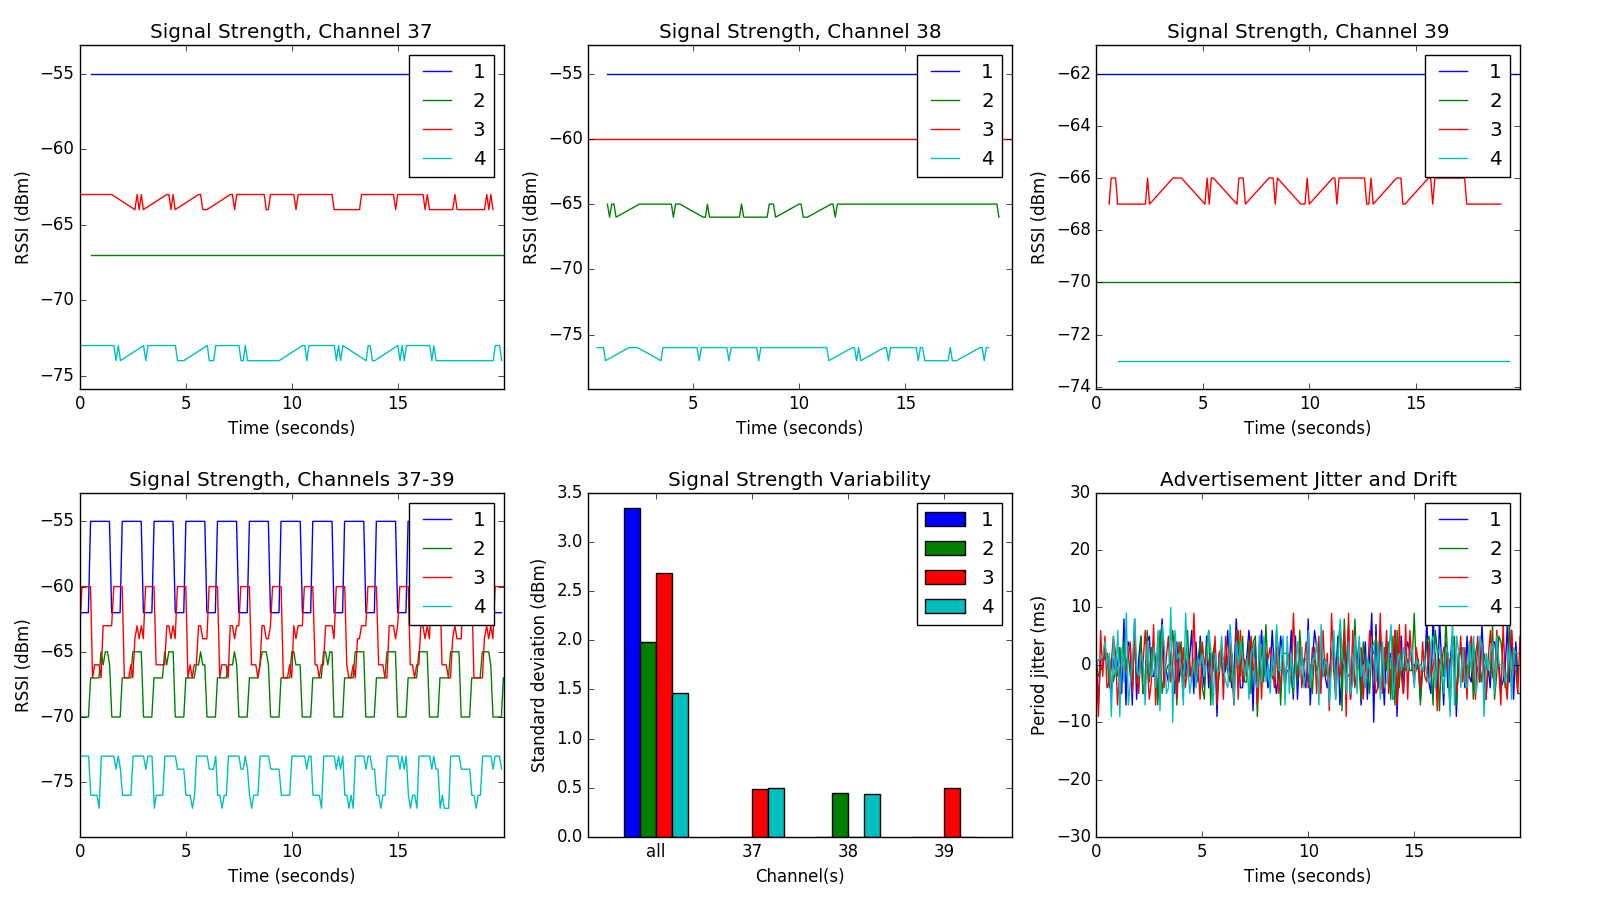 Signal Strength, Channel 37
RSSI (dBm)
−55
−60
−65
−70
−75
0 5 10 15
Time (seconds)
1
2
3
4
Signal Strength, Channel 38
RSSI (dBm)
−55
−60
−65
−70
−75
5 10 15
Time (seconds)
1
2
3
4
Signal Strength, Channel 39
RSSI (dBm)
−62
−64
−66
−68
−70
−72
−74
0 5 10 15
Time (seconds)
1
2
3
4
Signal Strength, Channels 37-39
RSSI (dBm)
−55
−60
−65
−70
−75
0 5 10 15
Time (seconds)
1
2
3
4
Signal Strength Variability
Standard deviation (dBm)
3.5
3.0
2.5
2.0
1.5
1.0
0.5
0.0
all 37 38 39
Channel(s)
1
2
3
4
Advertisement Jitter and Drift
Period jitter (ms)
30
20
10
0
−10
−20
−30
0 5 10 15
Time (seconds)
1
2
3
4